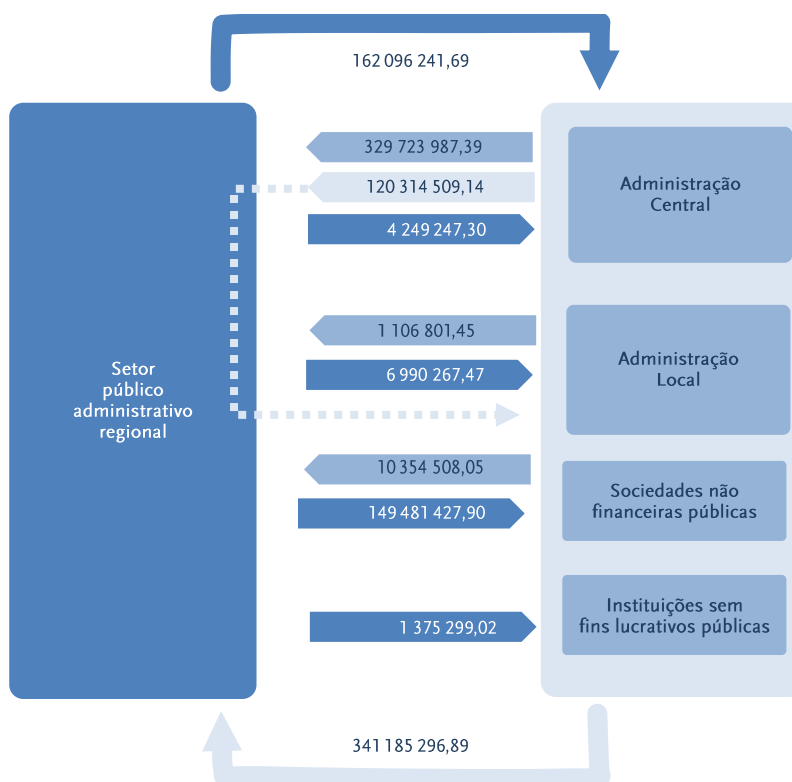 162 096 241,69
329 723 987,39
120 314 509,14
4 249 247,30
Administração
Central
1 106 801,45
6 990 267,47
Administração
Local
Setor
público
administrativo
regional
10 354 508,05
149 481 427,90
Sociedades não
financeiras públicas
1 375 299,02
Instituições sem
fins lucrativos públicas
341 185 296,89